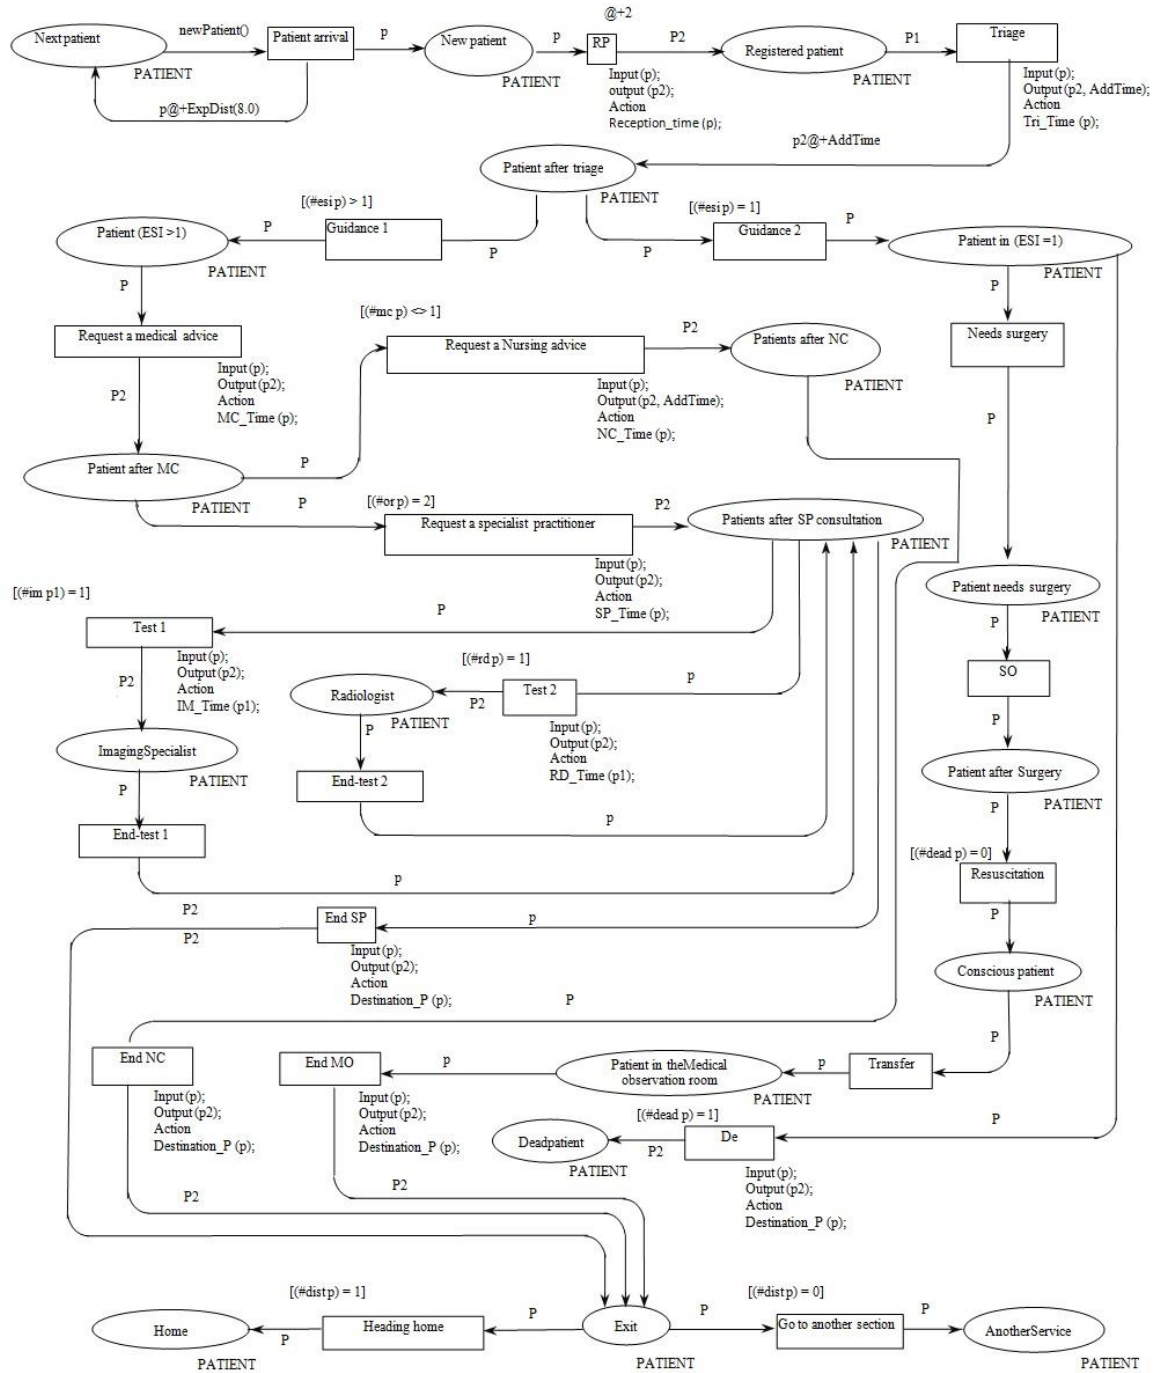 @+2
newPatient()
Next patient
Patient arrival
p
New patient
p
RP
P2
Registered patient
P1
Triage
PATIENT
PATIENT
PATIENT
p@+ExpDist(8.0)
Input (p);
output (p2);
Action
Reception_time (p);
Input (p);
Output (p2, AddTime);
Action
Tri_Time (p);
p2@+AddTime
Patient after triage
PATIENT
[(#esi p) > 1]
[(#esi p) = 1]
Patient (ESI >1)
P
Guidance 1
P
P
Guidance 2
P
Patient in (ESI =1)
PATIENT
PATIENT
P
P
[(#mc p) <> 1]
Request a medical advice
Request a Nursing advice
P2
Patients after NC
Needs surgery
Input (p);
Output (p2);
Action
MC_Time (p);
P2
Input (p);
Output (p2, AddTime);
Action
NC_Time (p);
PATIENT
P
Patient after MC
P
PATIENT
P
[(#or p) = 2]
Request a specialist practitioner
P2
Patients after SP consultation
PATIENT
Input (p);
Output (p2);
Action
SP_Time (p);
Patient needs surgery
PATIENT
P
[(#im p1) = 1]
Test 1
P
Input (p);
Output (p2);
Action
IM_Time (p1);
P2
[(#rd p) = 1]
Radiologist
P2
Test 2
p
PATIENT
SO
P
ImagingSpecialist
PATIENT
P
P
Input (p);
Output (p2);
Action
RD_Time (p1);
End-test 2
p
Patient after Surgery
PATIENT
P
End-test 1
p
[(#dead p) = 0]
Resuscitation
P
P2
P2
End SP
p
Input (p);
Output (p2);
Action
Destination_P (p);
P
Conscious patient
PATIENT
P
End NC
End MO
p
Patient in theMedical
observation room
p
Transfer
PATIENT
Input (p);
Output (p2);
Action
Destination_P (p);
Input (p);
Output (p2);
Action
Destination_P (p);
[(#dead p) = 1]
Deadpatient
P2
De
P
PATIENT
Input (p);
Output (p2);
Action
Destination_P (p);
P2
P2
[(#dist p) = 1]
[(#dist p) = 0]
Home
P
Heading home
P
Exit
P
Go to another section
P
AnotherService
PATIENT
PATIENT
PATIENT